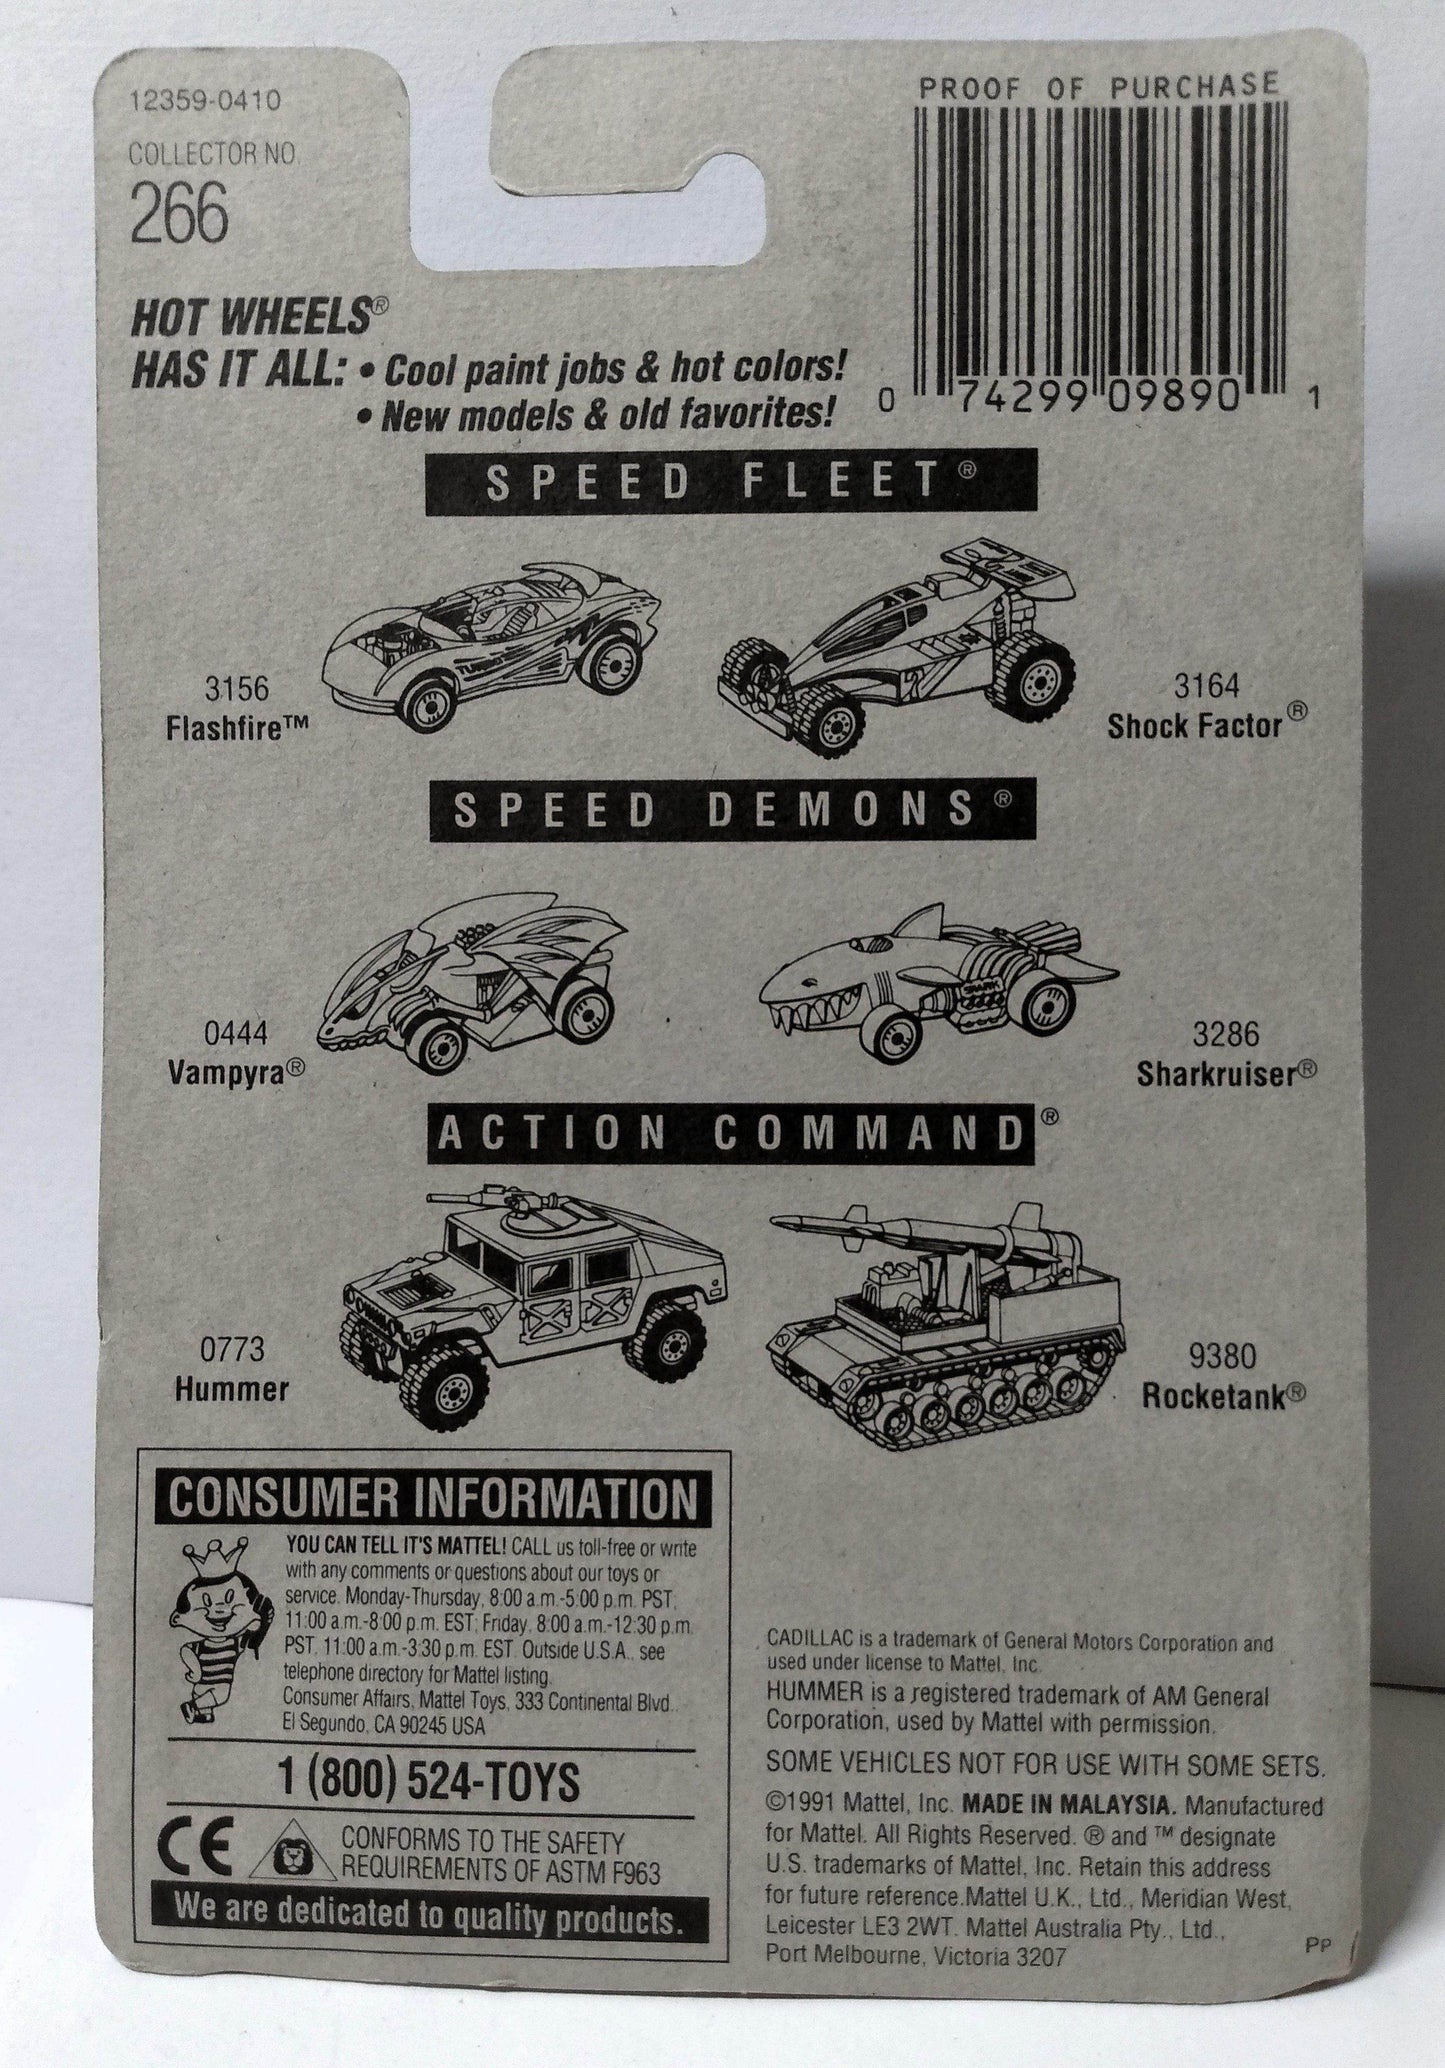 12359-0410
COLLECTOR NO.
266
PROOF OF PURCHASE
0 74299 09890 1
HOT WHEELS®
HAS IT ALL: • Cool paint jobs & hot colors!
• New models & old favorites!
SPEED FLEET®
3156
Flashfire™
TURBO
2
3164
Shock Factor®
SPEED DEMONS®
0444
Vampyra®
SHARK
3286
Sharkruiser®
ACTION COMMAND®
0773
Hummer
9380
Rocketank®
CONSUMER INFORMATION
YOU CAN TELL IT'S MATTEL! CALL us toll-free or write
with any comments or questions about our toys or
service. Monday-Thursday, 8:00 a.m.-5:00 p.m. PST;
11:00 a.m.-8:00 p.m. EST; Friday, 8:00 a.m.-12:30 p.m.
PST, 11:00 a.m.-3:30 p.m. EST. Outside U.S.A., see
telephone directory for Mattel listing.
Consumer Affairs, Mattel Toys, 333 Continental Blvd.,
El Segundo, CA 90245 USA
1 (800) 524-TOYS
CE
CONFORMS TO THE SAFETY
REQUIREMENTS OF ASTM F963
We are dedicated to quality products.
CADILLAC is a trademark of General Motors Corporation and
used under license to Mattel, Inc.
HUMMER is a registered trademark of AM General
Corporation, used by Mattel with permission.
SOME VEHICLES NOT FOR USE WITH SOME SETS.
©1991 Mattel, Inc. MADE IN MALAYSIA. Manufactured
for Mattel. All Rights Reserved. ® and ™ designate
U.S. trademarks of Mattel, Inc. Retain this address
for future reference.Mattel U.K., Ltd., Meridian West,
Leicester LE3 2WT. Mattel Australia Pty., Ltd.,
Port Melbourne, Victoria 3207
PP